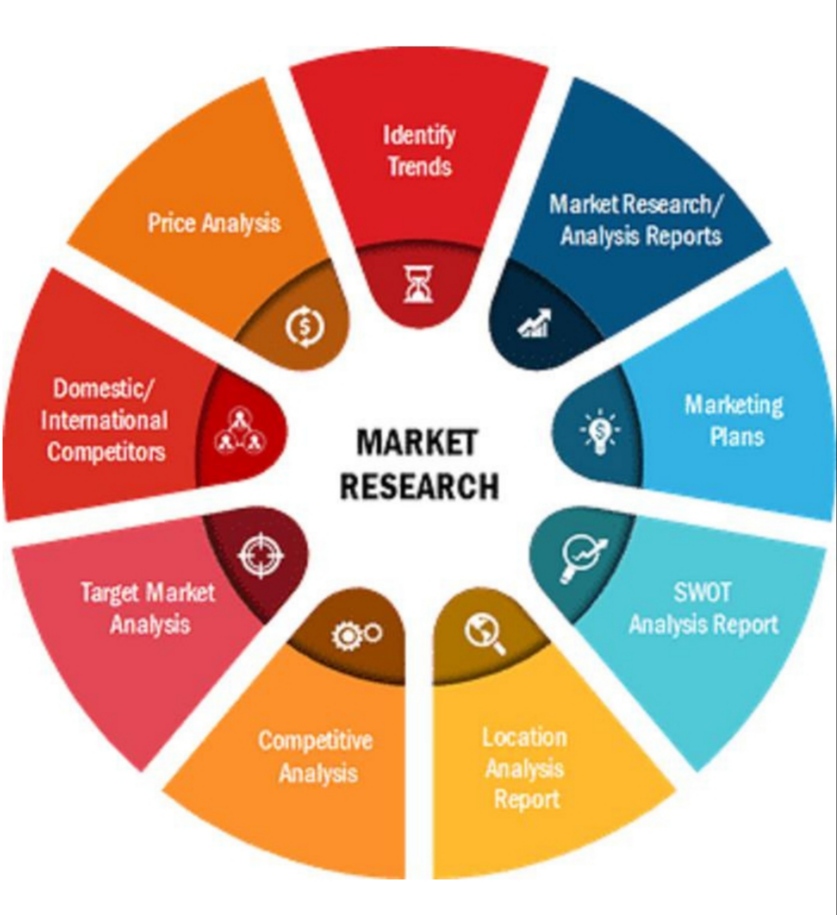 Identify
Trends
Market Research/
Analysis Reports
Marketing
Plans
SWOT
Analysis Report
Location
Analysis
Report
Competitive
Analysis
Target Market
Analysis
Domestic/
International
Competitors
Price Analysis
MARKET
RESEARCH
$
$